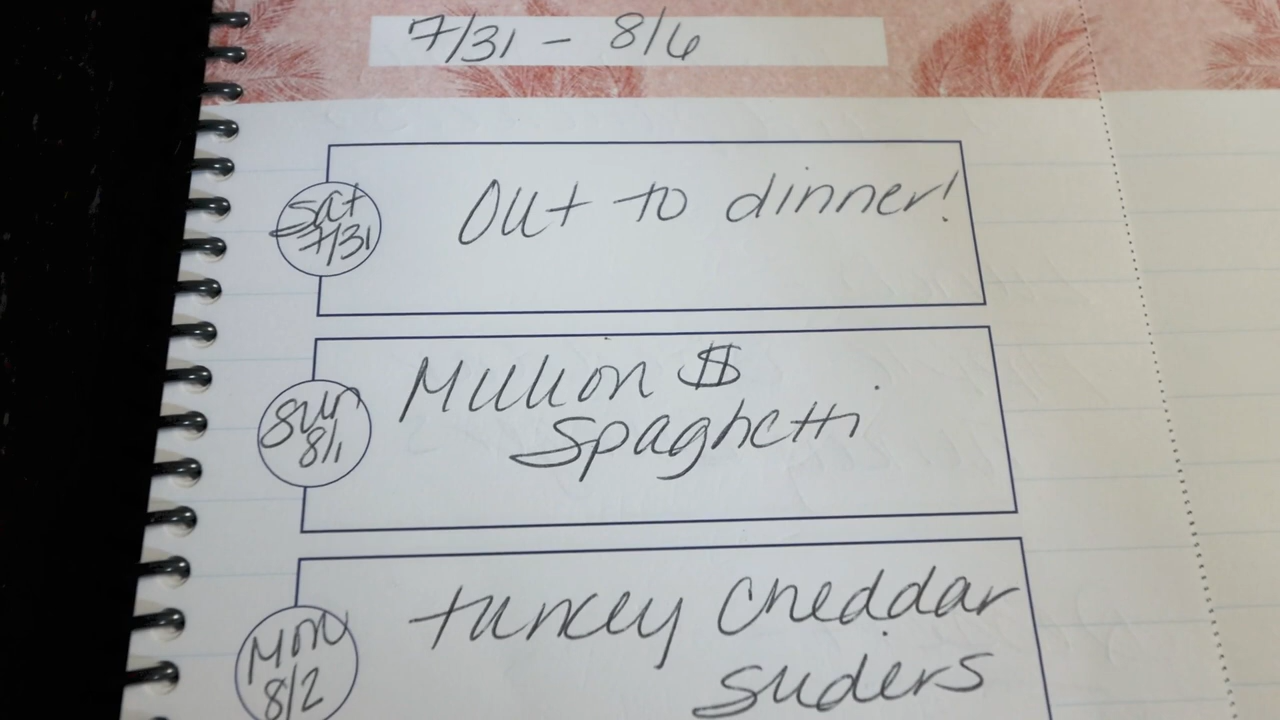 7/31 - 8/6
Sat
7/31
Out to dinner!
Sun
8/1
Million $
Spaghetti
Mon
8/2
turkey cheddar
sliders